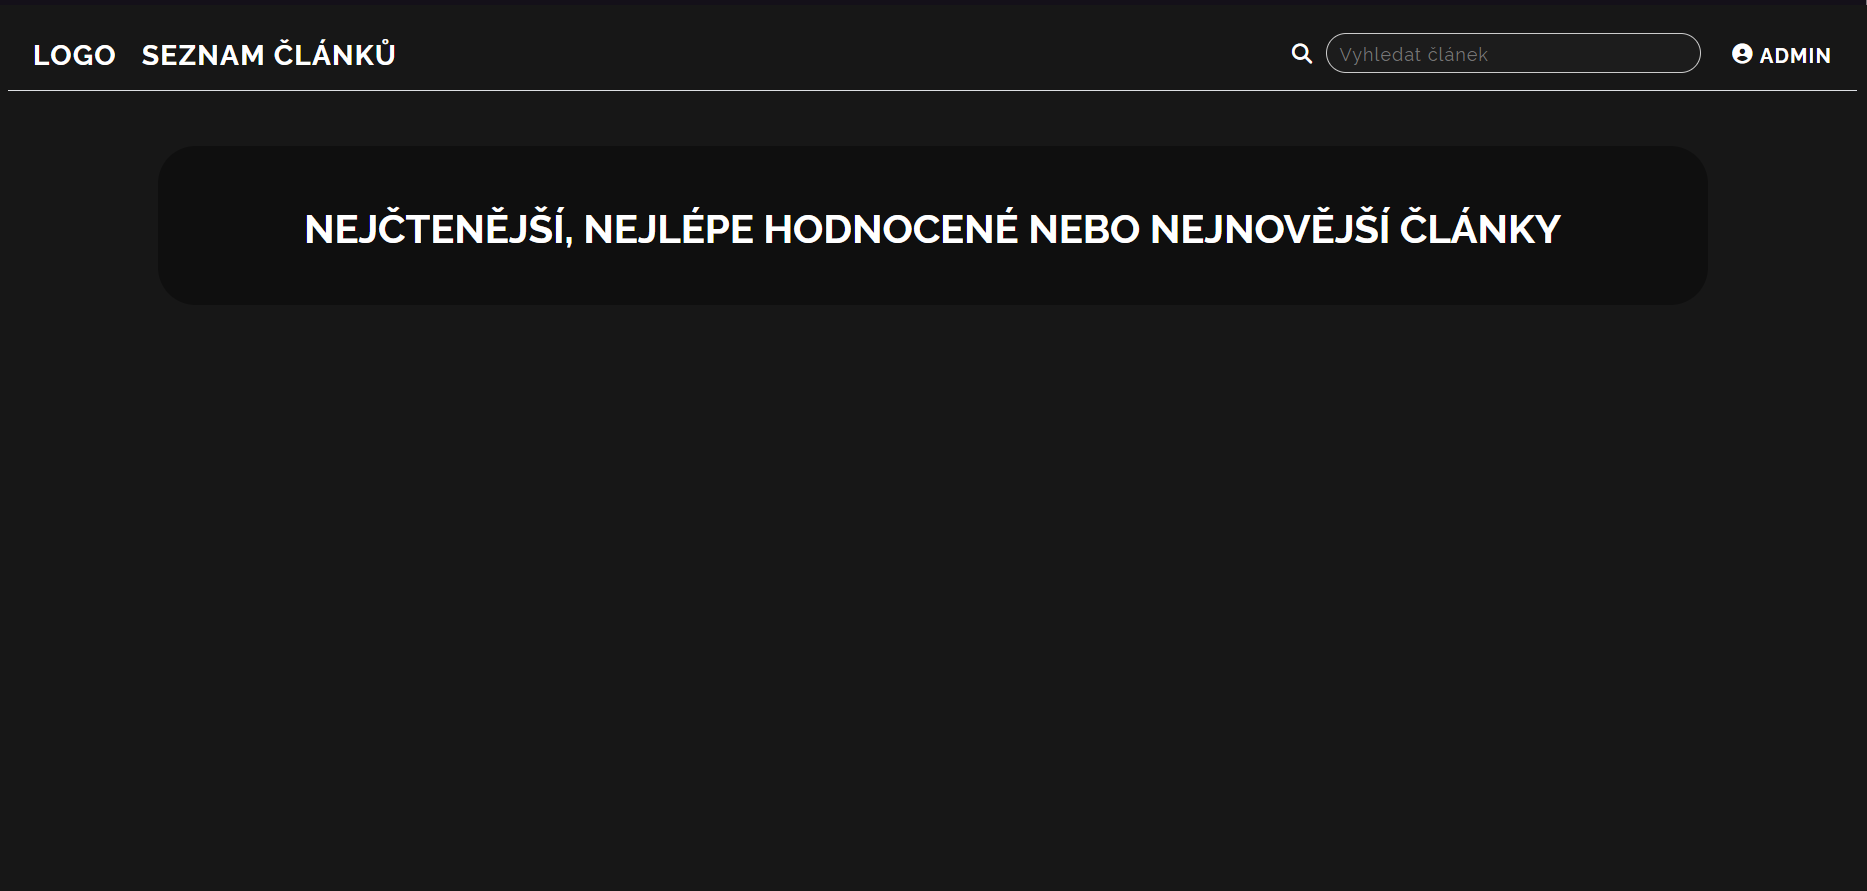 LOGO SEZNAM ČLÁNKŮ Vyhledat článek ADMIN
NEJČTENĚJŠÍ, NEJLÉPE HODNOCENÉ NEBO NEJNOVĚJŠÍ ČLÁNKY